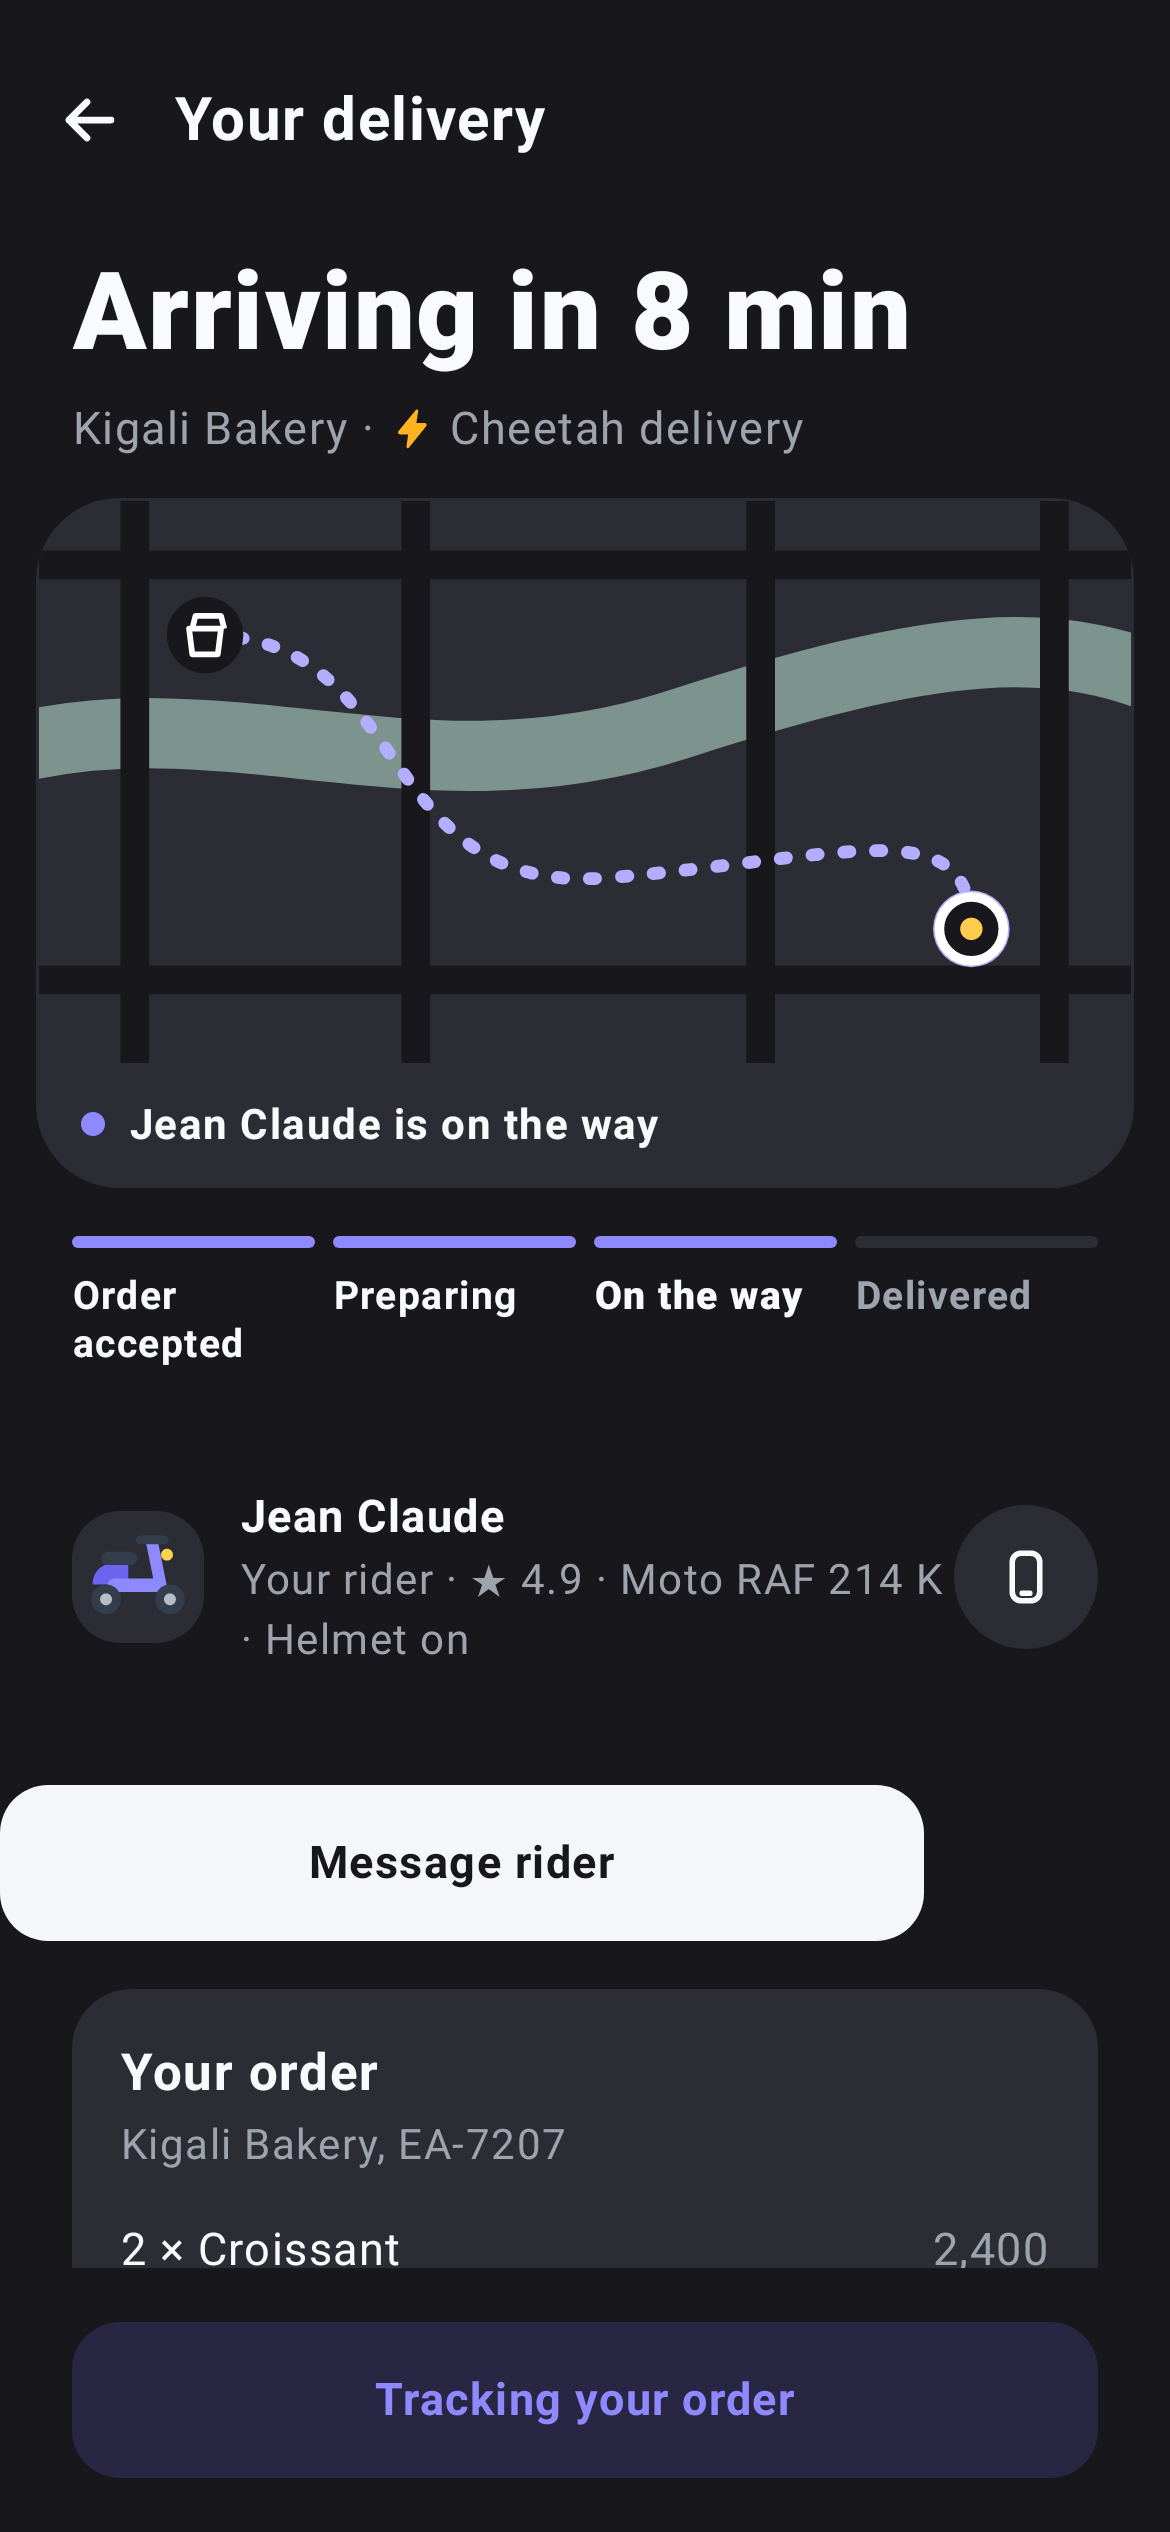 Your delivery
Arriving in 8 min
Kigali Bakery · ⚡ Cheetah delivery
Jean Claude is on the way
Order accepted
Preparing
On the way
Delivered
Jean Claude
Your rider · ★ 4.9 · Moto RAF 214 K
· Helmet on
Message rider
Your order
Kigali Bakery, EA-7207
2 × Croissant 2,400
Tracking your order